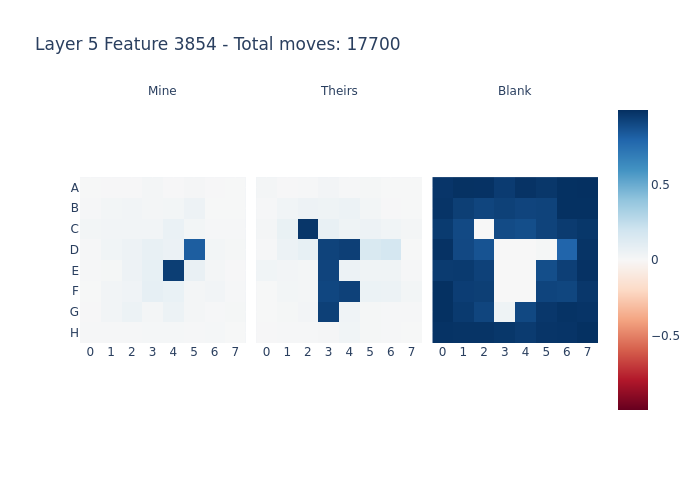 Layer 5 Feature 3854 - Total moves: 17700
Mine Theirs Blank
A
B
C
D
E
F
G
H
0 1 2 3 4 5 6 7 0 1 2 3 4 5 6 7 0 1 2 3 4 5 6 7
0.5
0
−0.5